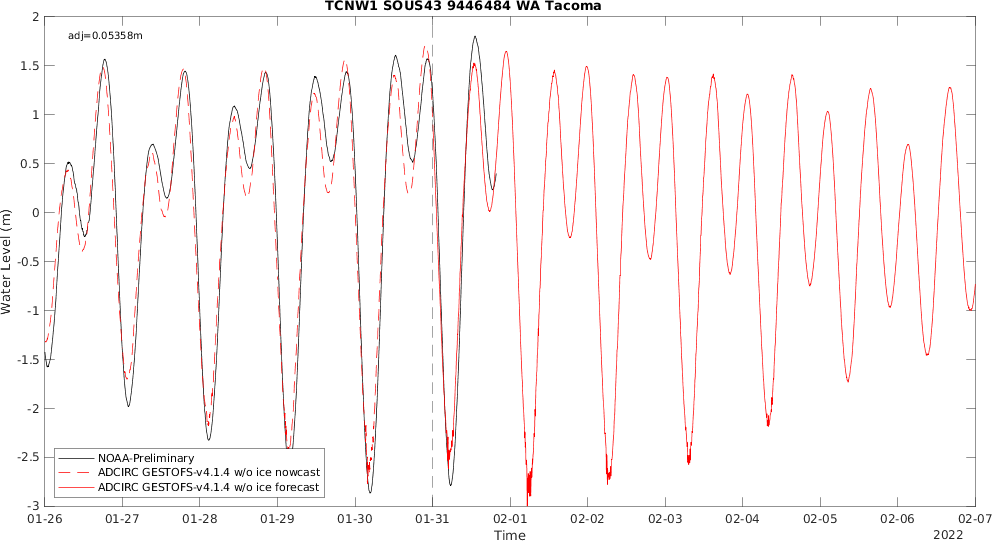 TCNW1 SOUS43 9446484 WA Tacoma
adj=0.05358m
2
1.5
1
0.5
0
-0.5
-1
-1.5
-2
-2.5
-3
Water Level (m)
NOAA-Preliminary
ADCIRC GESTOFS-v4.1.4 w/o ice nowcast
ADCIRC GESTOFS-v4.1.4 w/o ice forecast
01-26 01-27 01-28 01-29 01-30 01-31 02-01 02-02 02-03 02-04 02-05 02-06 02-07
Time
2022